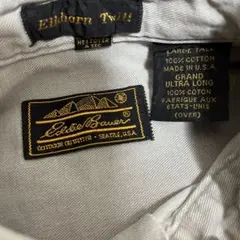 Elkhorn Twill
LARGE TALL
100% COTTON
MADE IN U.S.A.
GRAND
ULTRA LONG
100% COTON
FABRIQUE AUX
ÉTATS-UNIS
(OVER)
Eddie Bauer
OUTDOOR OUTFITTER • SEATTLE, U.S.A.